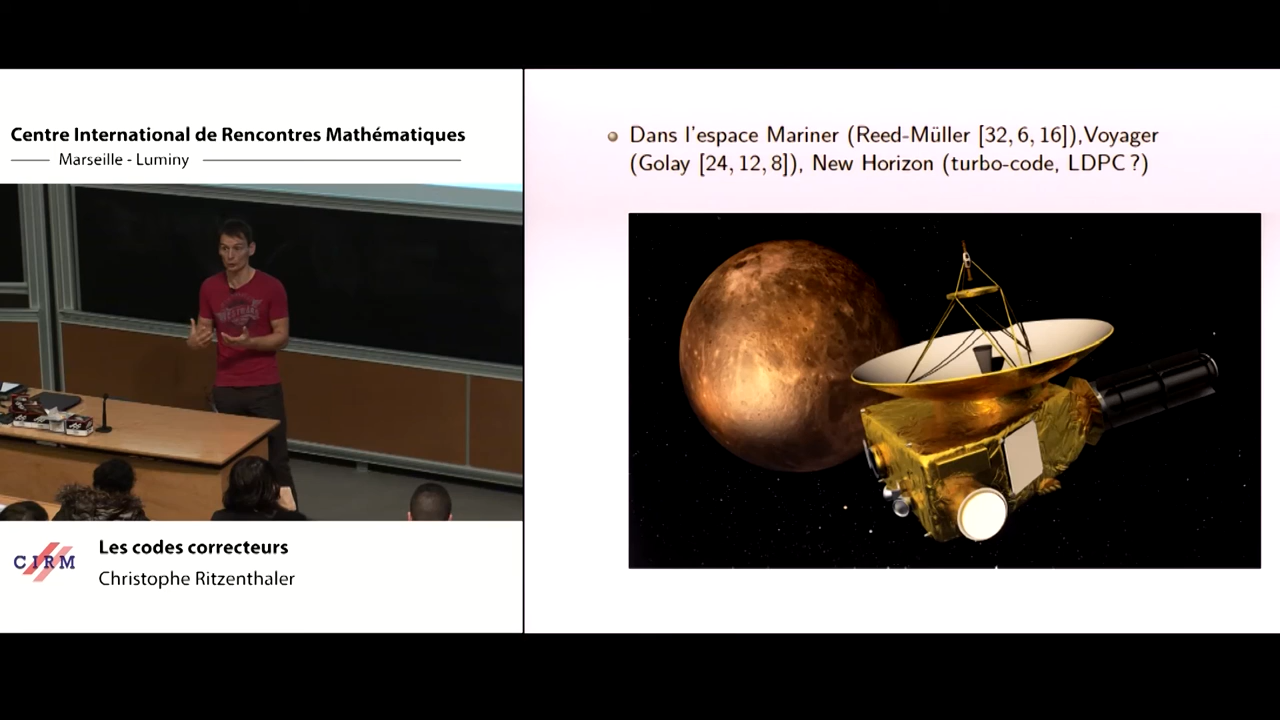 Centre International de Rencontres Mathématiques
Marseille - Luminy
Dans l'espace Mariner (Reed-Müller [32, 6, 16]),Voyager
(Golay [24, 12, 8]), New Horizon (turbo-code, LDPC ?)
CIRM
Les codes correcteurs
Christophe Ritzenthaler